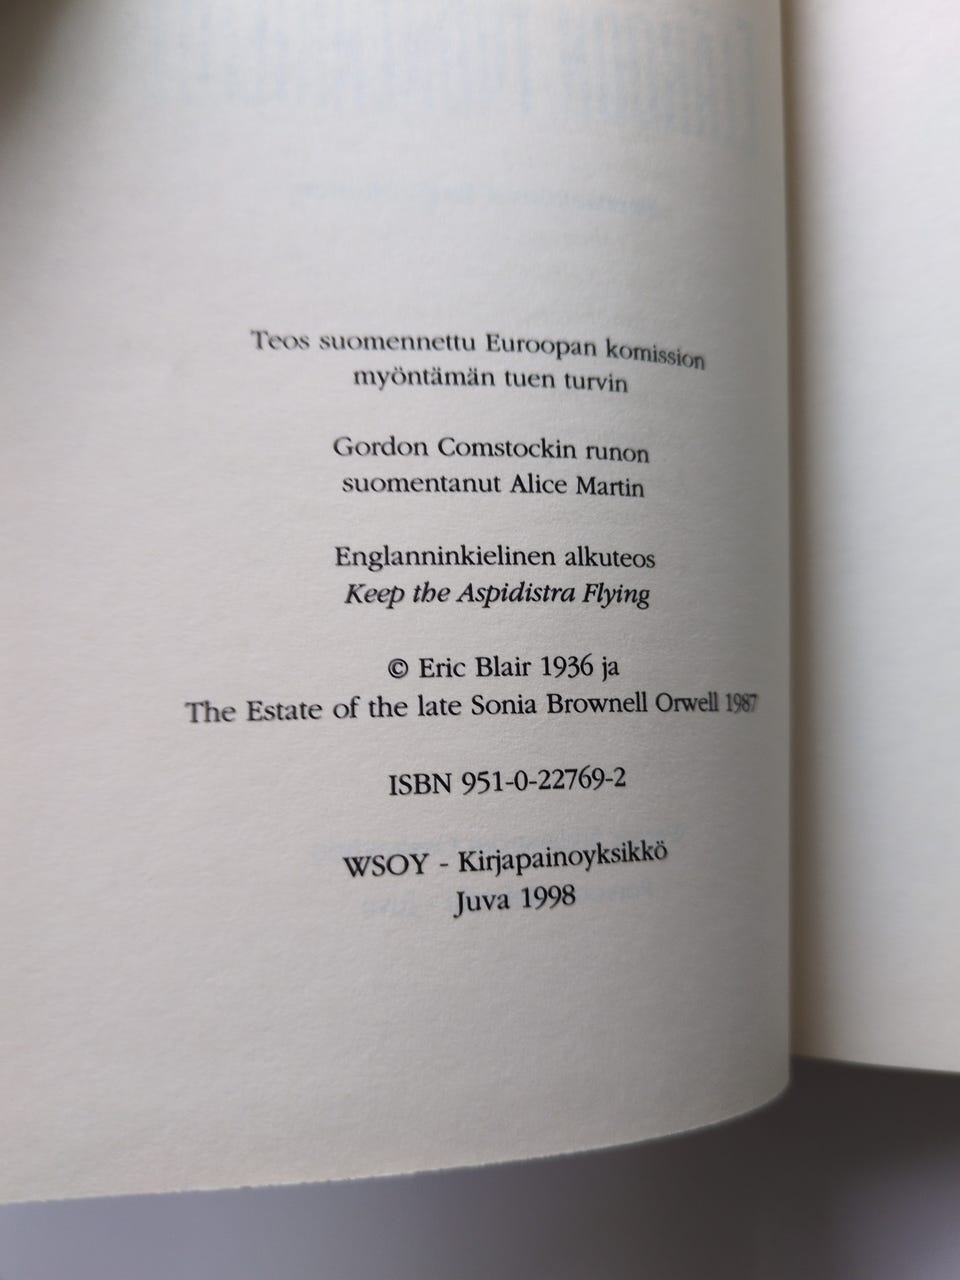 Teos suomennettu Euroopan komission
myöntämän tuen turvin
Gordon Comstockin runon
suomentanut Alice Martin
Englanninkielinen alkuteos
Keep the Aspidistra Flying
© Eric Blair 1936 ja
The Estate of the late Sonia Brownell Orwell 1987
ISBN 951-0-22769-2
WSOY - Kirjapainoyksikkö
Juva 1998